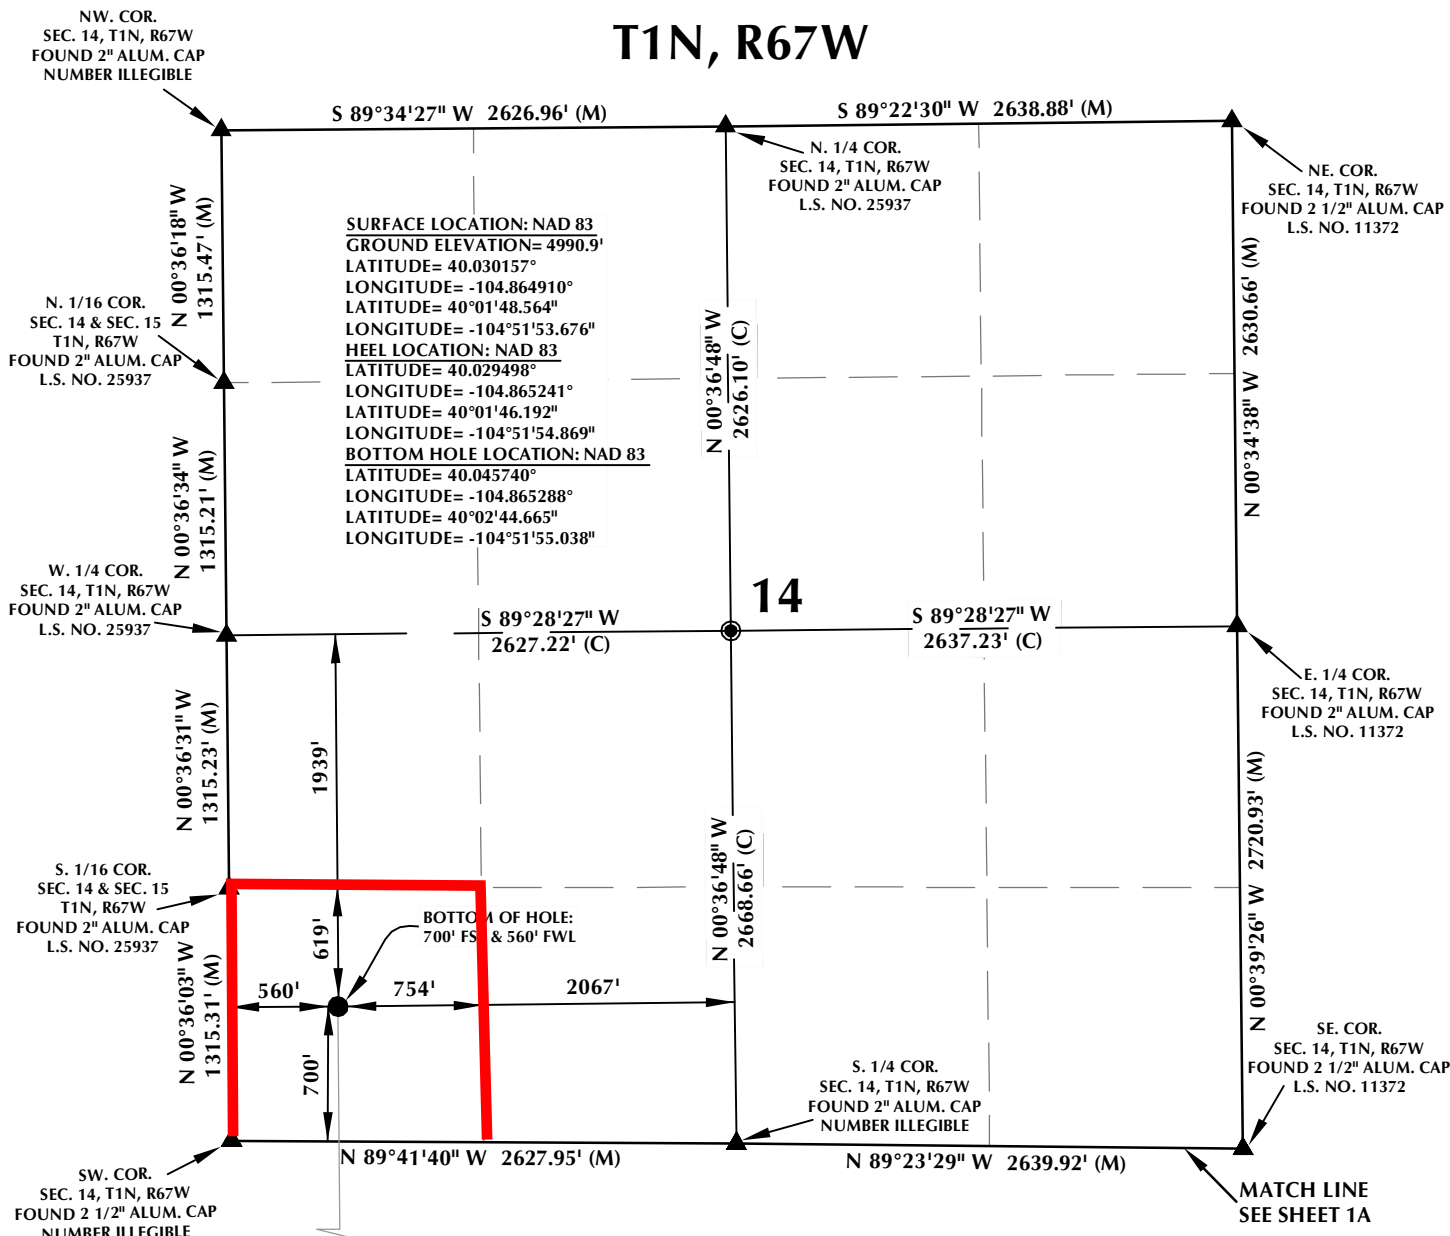 T1N, R67W
NW. COR.
SEC. 14, T1N, R67W
FOUND 2" ALUM. CAP
NUMBER ILLEGIBLE
S 89°34'27" W 2626.96' (M)
S 89°22'30" W 2638.88' (M)
N. 1/4 COR.
SEC. 14, T1N, R67W
FOUND 2" ALUM. CAP
L.S. NO. 25937
NE. COR.
SEC. 14, T1N, R67W
FOUND 2 1/2" ALUM. CAP
L.S. NO. 11372
N 00°36'18" W
1315.47' (M)
SURFACE LOCATION: NAD 83
GROUND ELEVATION= 4990.9'
LATITUDE= 40.030157°
LONGITUDE= -104.864910°
LATITUDE= 40°01'48.564"
LONGITUDE= -104°51'53.676"
HEEL LOCATION: NAD 83
LATITUDE= 40.029498°
LONGITUDE= -104.865241°
LATITUDE= 40°01'46.192"
LONGITUDE= -104°51'54.869"
BOTTOM HOLE LOCATION: NAD 83
LATITUDE= 40.045740°
LONGITUDE= -104.865288°
LATITUDE= 40°02'44.665"
LONGITUDE= -104°51'55.038"
N 00°36'48" W
2626.10' (C)
N 00°34'38" W 2630.66' (M)
N. 1/16 COR.
SEC. 14 & SEC. 15
T1N, R67W
FOUND 2" ALUM. CAP
L.S. NO. 25937
N 00°36'34" W
1315.21' (M)
W. 1/4 COR.
SEC. 14, T1N, R67W
FOUND 2" ALUM. CAP
L.S. NO. 25937
14
S 89°28'27" W
2627.22' (C)
S 89°28'27" W
2637.23' (C)
E. 1/4 COR.
SEC. 14, T1N, R67W
FOUND 2" ALUM. CAP
L.S. NO. 11372
N 00°36'31" W
1315.23' (M)
1939'
N 00°36'48" W
2668.66' (C)
N 00°39'26" W 2720.93' (M)
S. 1/16 COR.
SEC. 14 & SEC. 15
T1N, R67W
FOUND 2" ALUM. CAP
L.S. NO. 25937
619'
BOTTOM OF HOLE:
700' FSL & 560' FWL
N 00°36'03" W
1315.31' (M)
560'
754'
2067'
700'
S. 1/4 COR.
SEC. 14, T1N, R67W
FOUND 2" ALUM. CAP
NUMBER ILLEGIBLE
SE. COR.
SEC. 14, T1N, R67W
FOUND 2 1/2" ALUM. CAP
L.S. NO. 11372
N 89°41'40" W 2627.95' (M)
N 89°23'29" W 2639.92' (M)
SW. COR.
SEC. 14, T1N, R67W
FOUND 2 1/2" ALUM. CAP
NUMBER ILLEGIBLE
MATCH LINE
SEE SHEET 1A